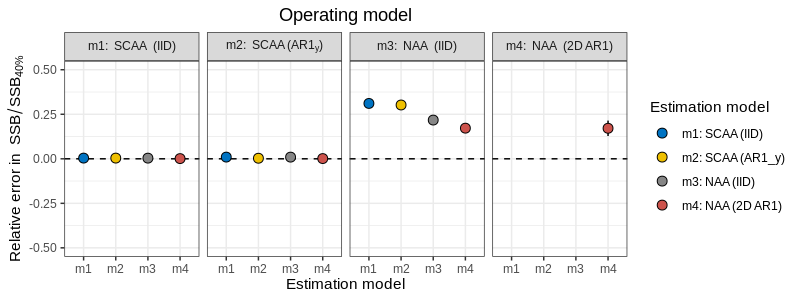 Operating model
m1: SCAA (IID)
m2: SCAA (AR1y)
m3: NAA (IID)
m4: NAA (2D AR1)
Relative error in SSB/SSB40%
0.50
0.25
0.00
-0.25
-0.50
m1 m2 m3 m4
m1 m2 m3 m4
m1 m2 m3 m4
m1 m2 m3 m4
Estimation model
Estimation model
m1: SCAA (IID)
m2: SCAA (AR1_y)
m3: NAA (IID)
m4: NAA (2D AR1)